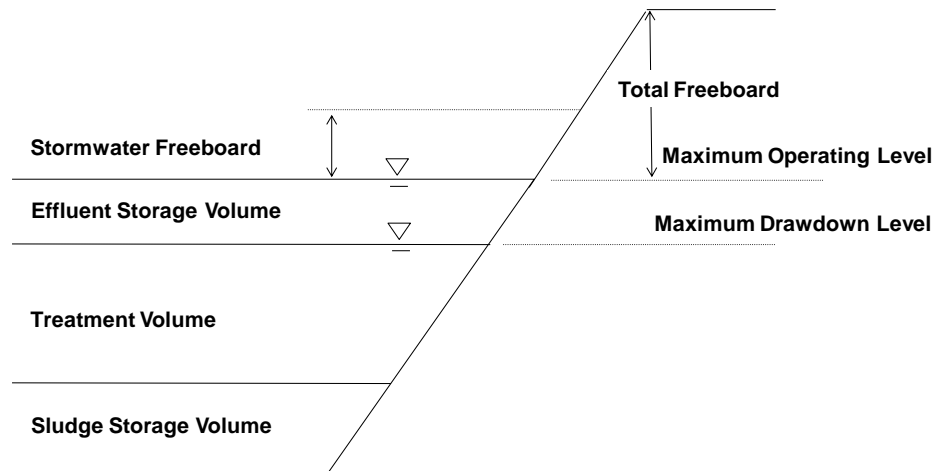 Total Freeboard
Stormwater Freeboard
Maximum Operating Level
Effluent Storage Volume
Maximum Drawdown Level
Treatment Volume
Sludge Storage Volume